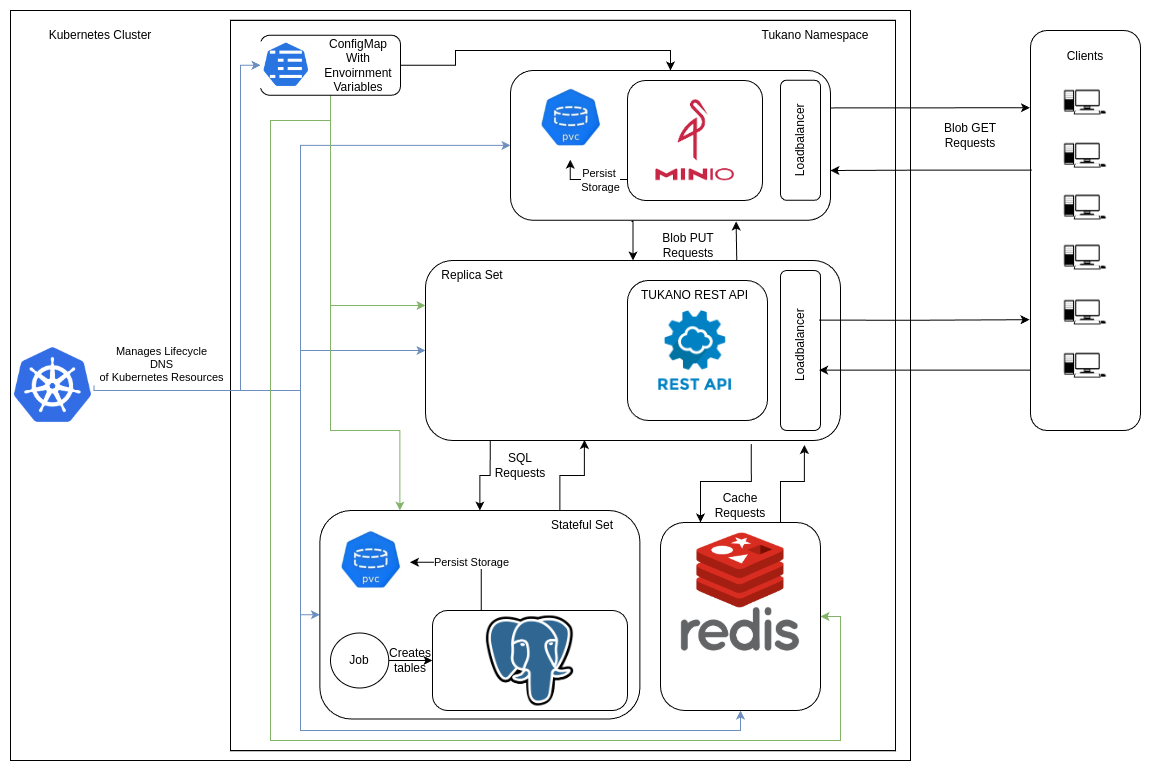 Kubernetes Cluster
Tukano Namespace
ConfigMap
With
Envoirnment
Variables
Clients
pvc
Persist
Storage
MINIO
Loadbalancer
Blob GET
Requests
Blob PUT
Requests
Replica Set
TUKANO REST API
REST API
Loadbalancer
Manages Lifecycle
DNS
of Kubernetes Resources
SQL
Requests
Cache
Requests
Stateful Set
pvc
Persist Storage
Job
Creates
tables
redis